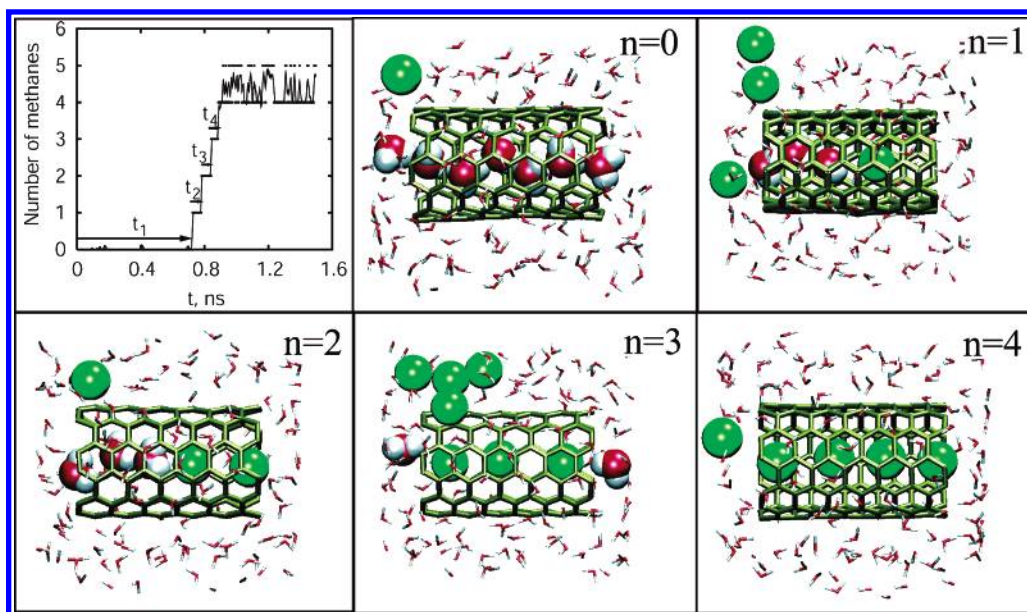 6
5
4
3
2
1
0
Number of methanes
t₁
t₂
t₃
t₄
0 0.4 0.8 1.2 1.6
t, ns
n=0
n=1
n=2
n=3
n=4